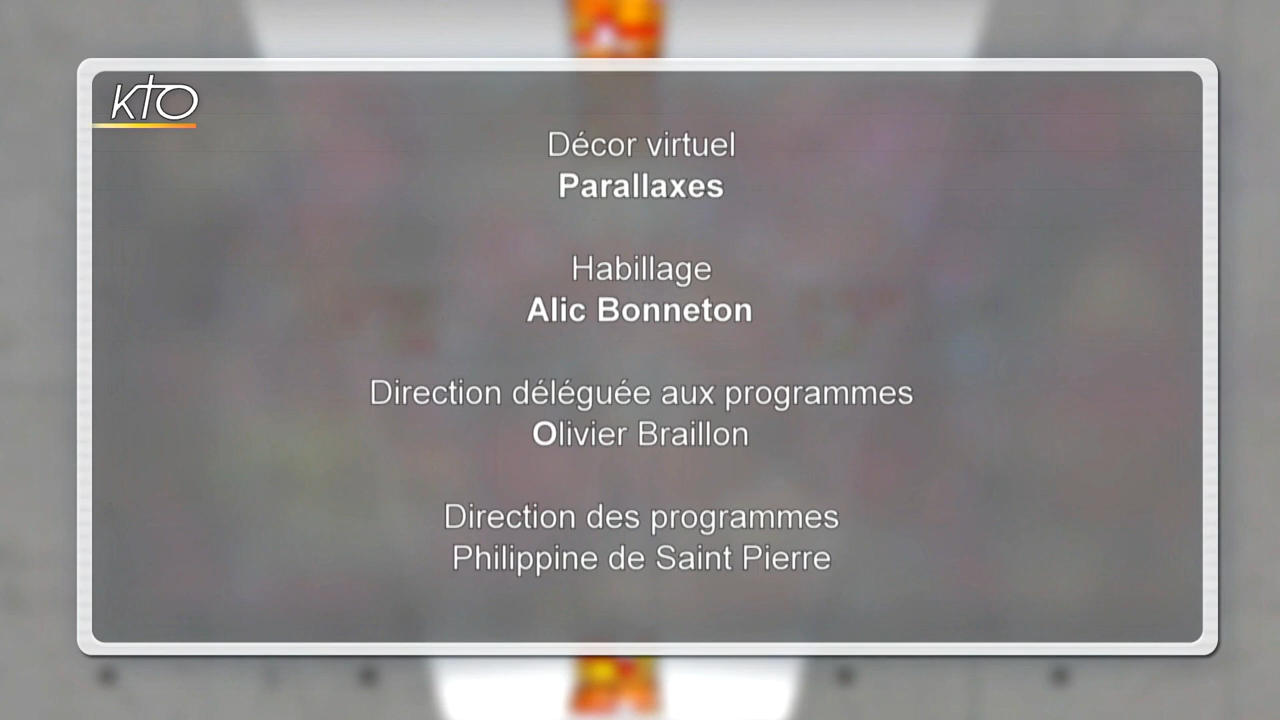 KTO
Décor virtuel
Parallaxes
Habillage
Alic Bonneton
Direction déléguée aux programmes
Olivier Braillon
Direction des programmes
Philippine de Saint Pierre